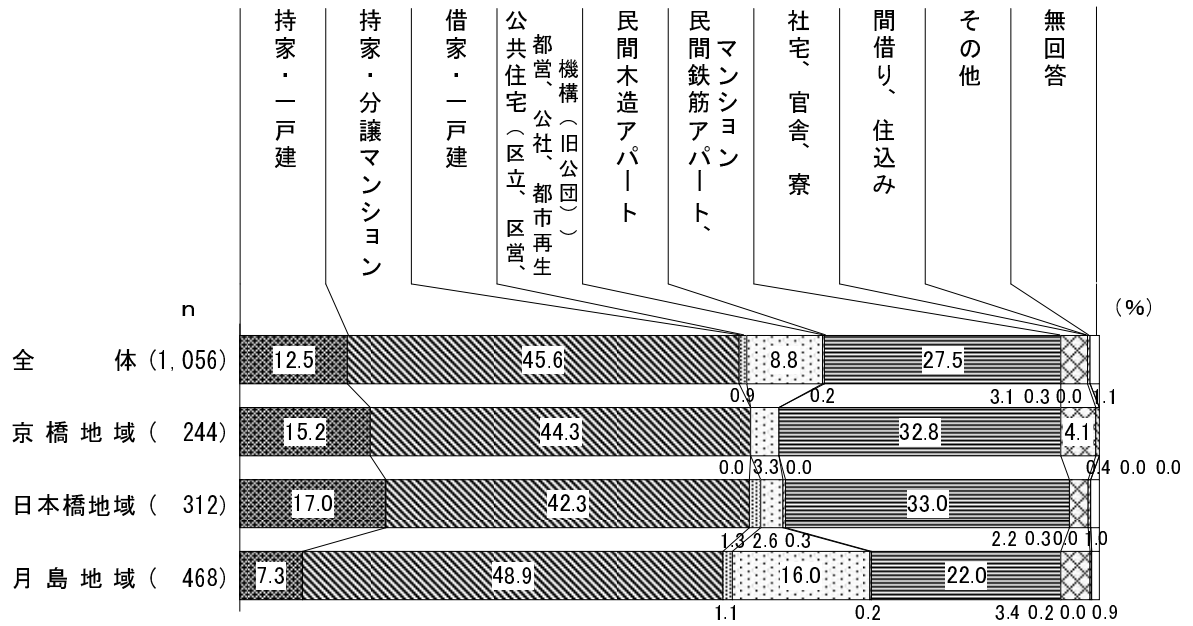 持家・一戸建
持家・分譲マンション
借家・一戸建
公共住宅（区立、区営、
都営、公社、都市再生
機構（旧公団））
民間木造アパート
民間鉄筋アパート、
マンション
社宅、官舎、寮
間借り、住込み
その他
無回答
n
(%)
全体 (1,056) 12.5 45.6 8.8 27.5
0.9 0.2 3.1 0.3 0.0 1.1
京橋地域 ( 244) 15.2 44.3 32.8 4.1
0.0 3.3 0.0 0.4 0.0 0.0
日本橋地域 ( 312) 17.0 42.3 33.0
1.3 2.6 0.3 2.2 0.3 0.0 1.0
月島地域 ( 468) 7.3 48.9 16.0 22.0
1.1 0.2 3.4 0.2 0.0 0.9